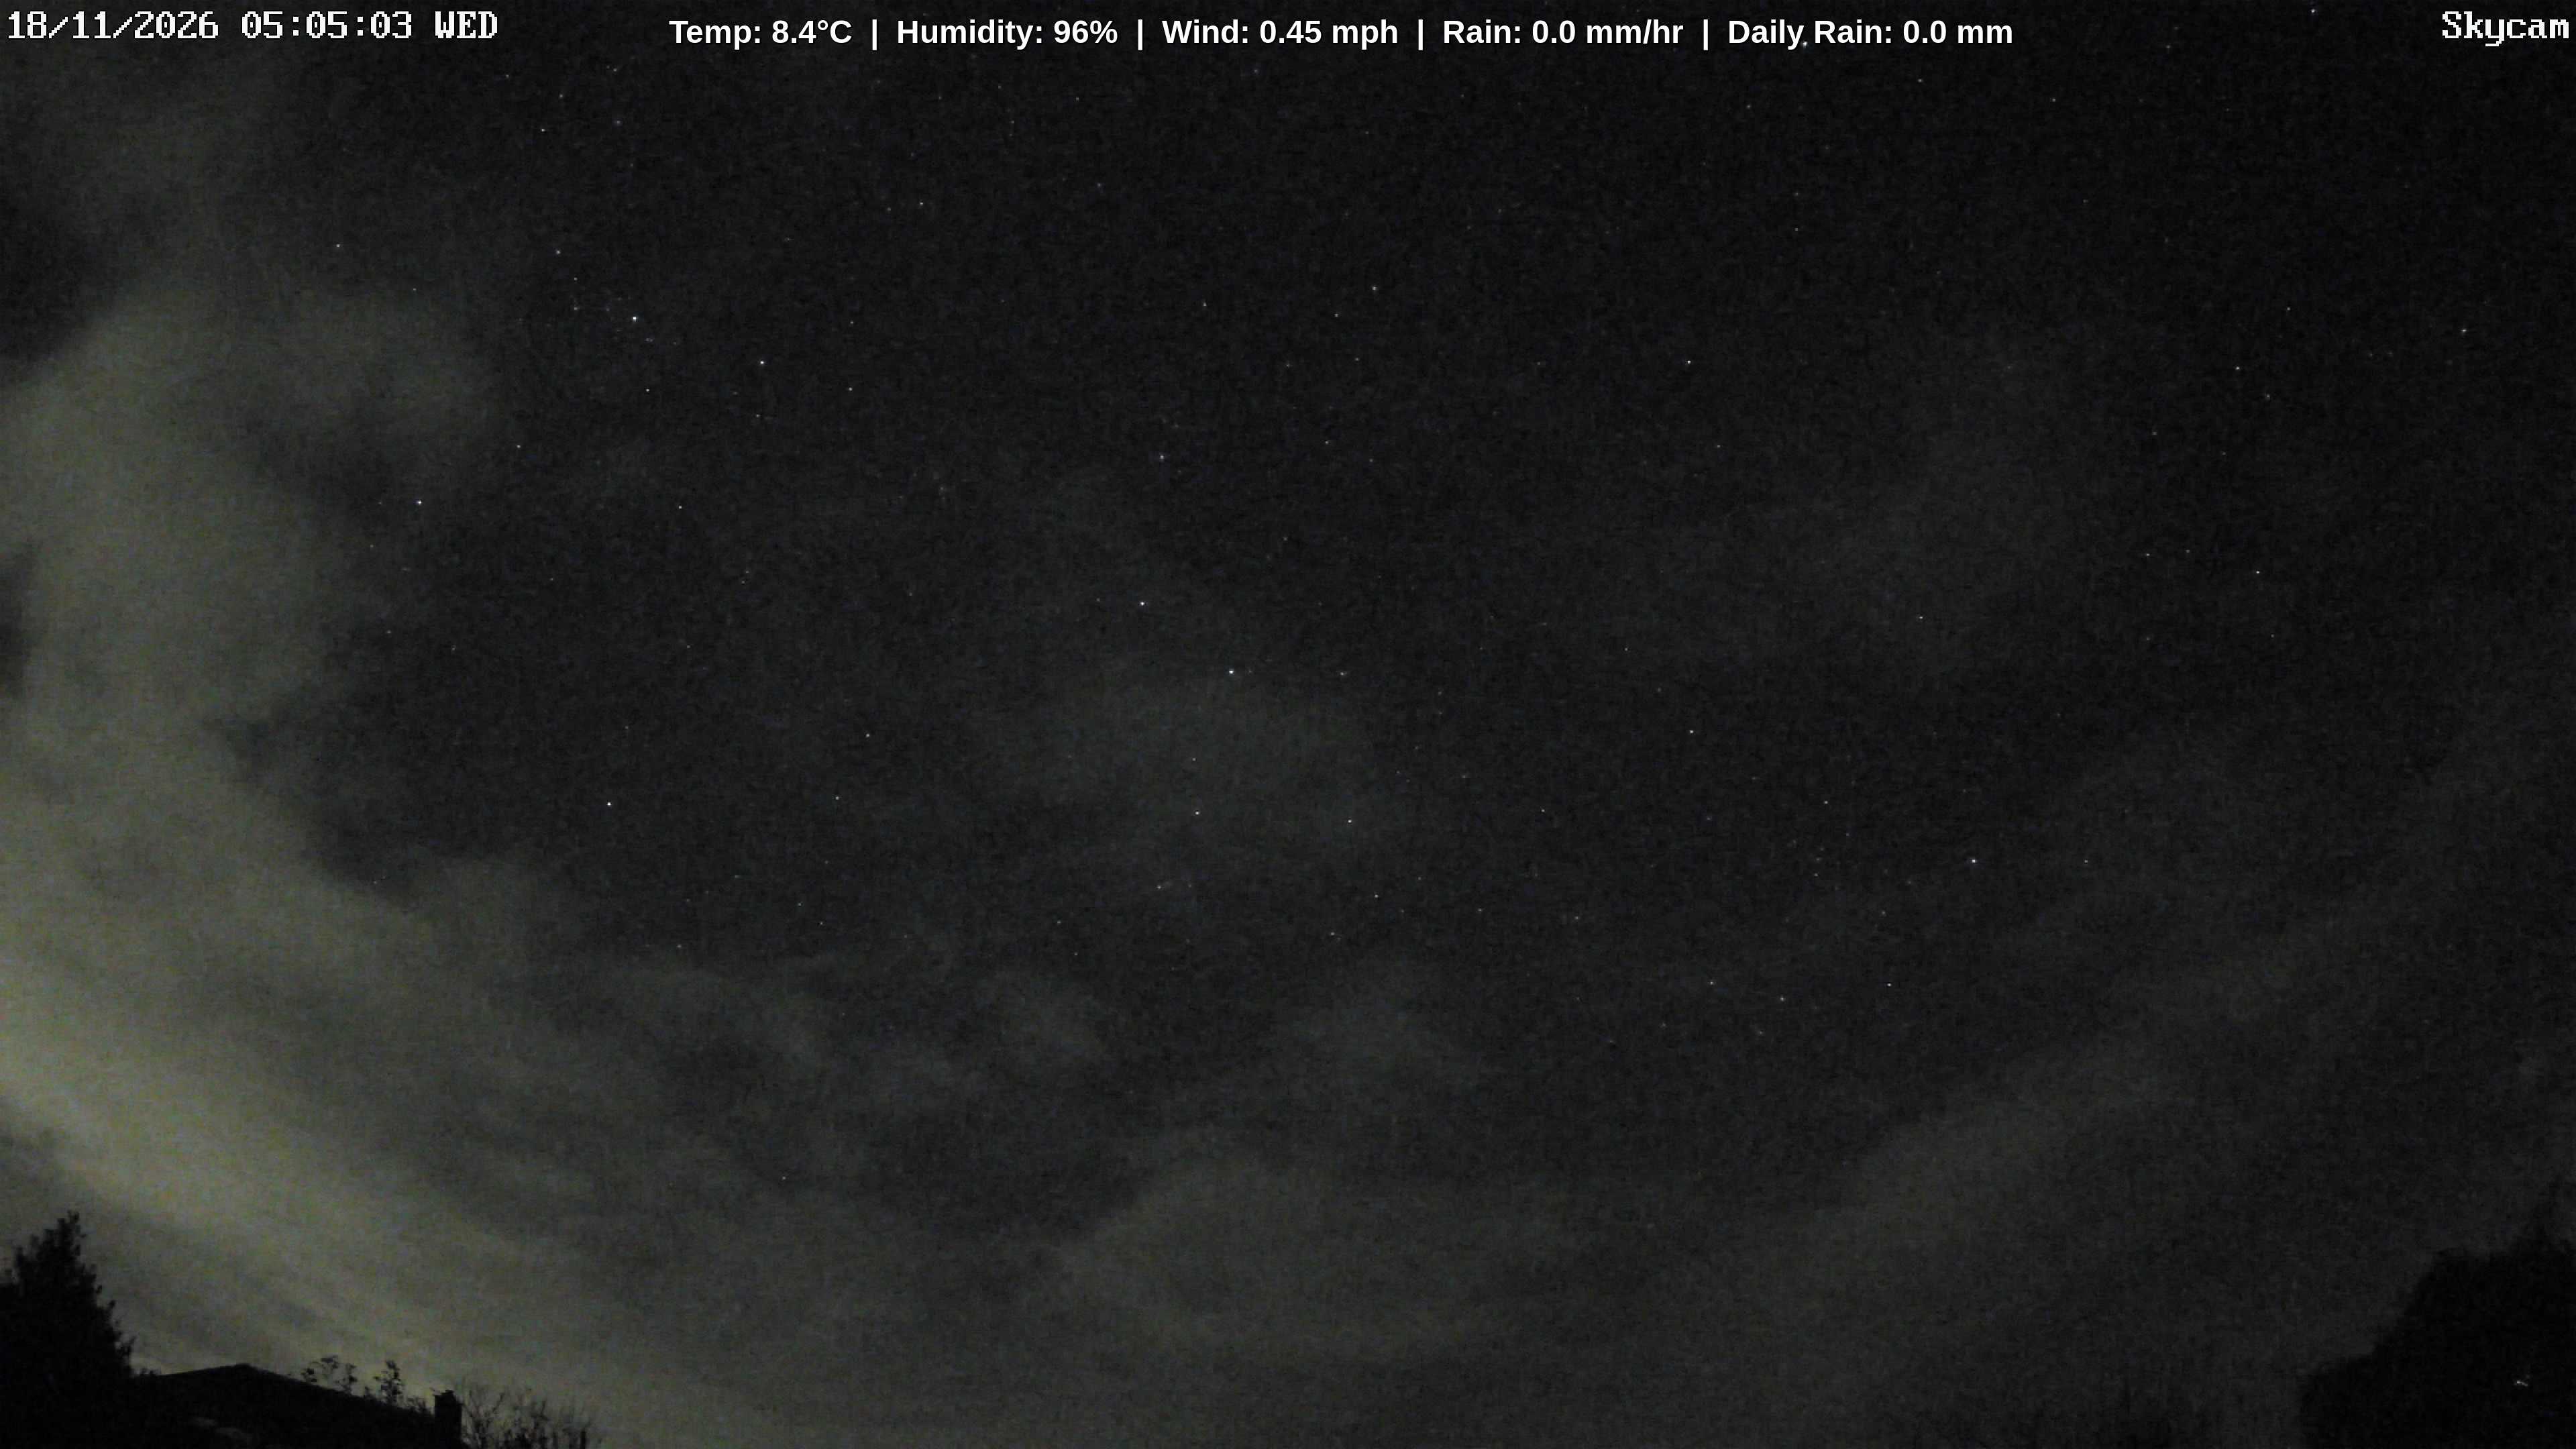 18/11/2026 05:05:03 WED
Temp: 8.4°C | Humidity: 96% | Wind: 0.45 mph | Rain: 0.0 mm/hr | Daily Rain: 0.0 mm
Skycam